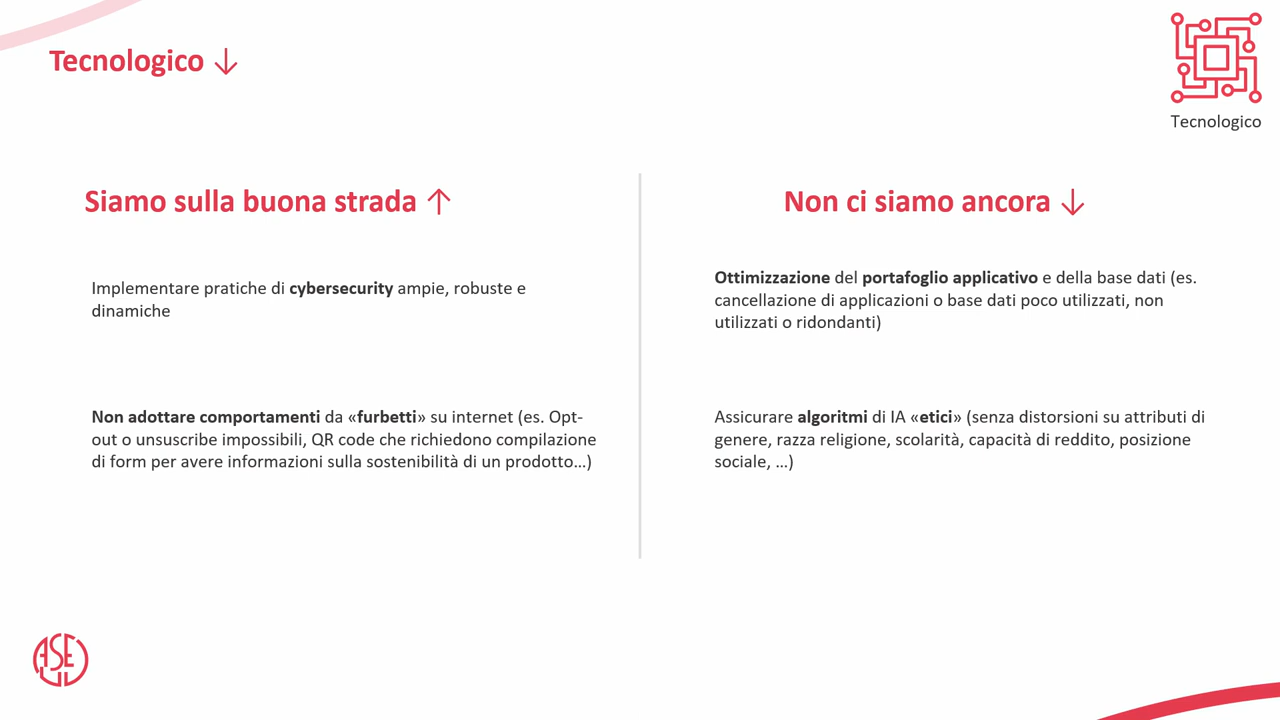 Tecnologico ↓
Tecnologico
Siamo sulla buona strada ↑
Implementare pratiche di cybersecurity ampie, robuste e
dinamiche
Non adottare comportamenti da «furbetti» su internet (es. Opt-
out o unsuscribe impossibili, QR code che richiedono compilazione
di form per avere informazioni sulla sostenibilità di un prodotto...)
Non ci siamo ancora ↓
Ottimizzazione del portafoglio applicativo e della base dati (es.
cancellazione di applicazioni o base dati poco utilizzati, non
utilizzati o ridondanti)
Assicurare algoritmi di IA «etici» (senza distorsioni su attributi di
genere, razza religione, scolarità, capacità di reddito, posizione
sociale, ...)